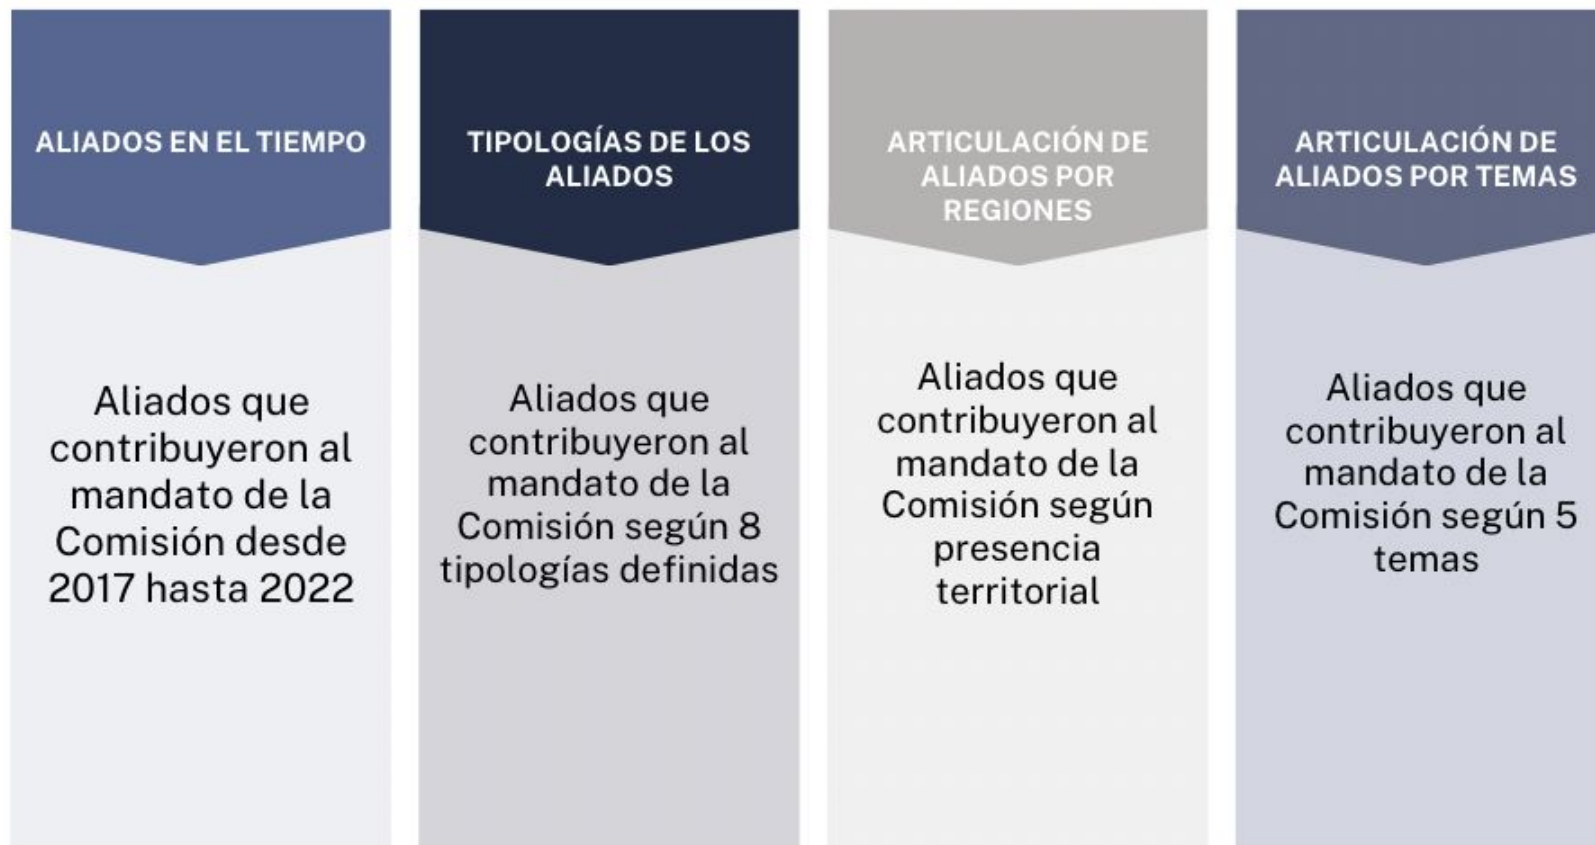 ALIADOS EN EL TIEMPO
Aliados que
contribuyeron al
mandato de la
Comisión desde
2017 hasta 2022
TIPOLOGÍAS DE LOS
ALIADOS
Aliados que
contribuyeron al
mandato de la
Comisión según 8
tipologías definidas
ARTICULACIÓN DE
ALIADOS POR
REGIONES
Aliados que
contribuyeron al
mandato de la
Comisión según
presencia
territorial
ARTICULACIÓN DE
ALIADOS POR TEMAS
Aliados que
contribuyeron al
mandato de la
Comisión según 5
temas